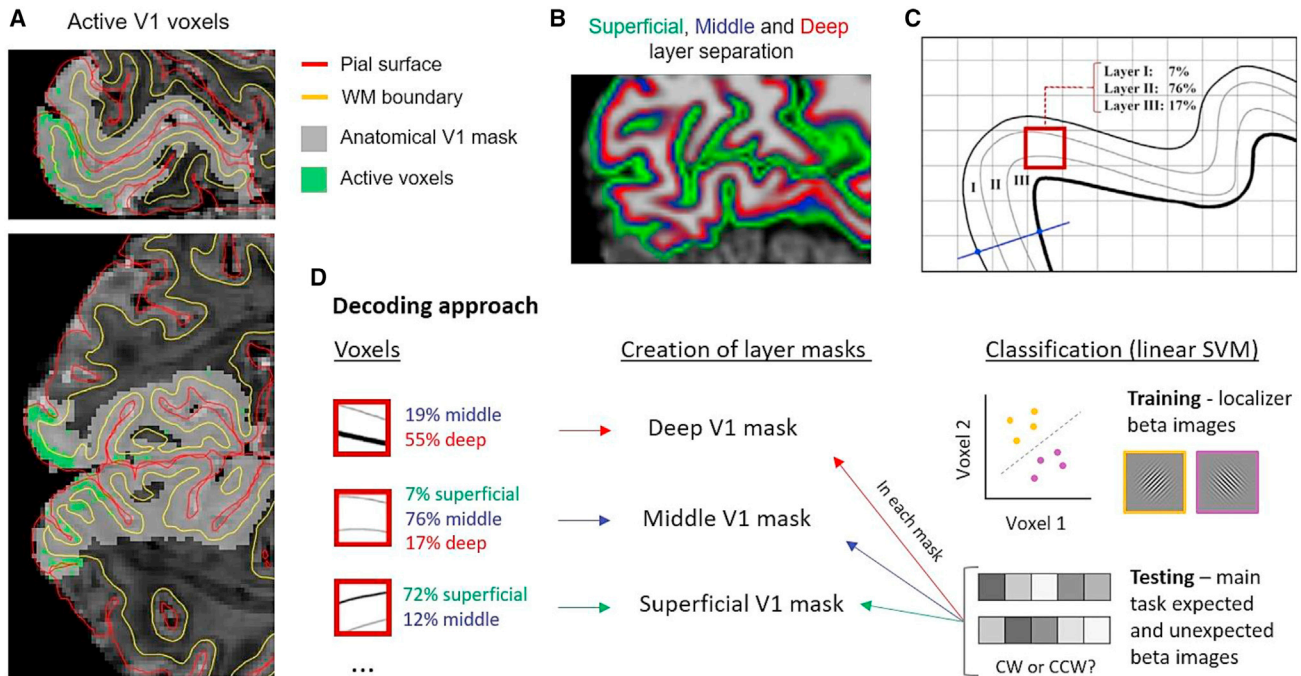 A
Active V1 voxels
Pial surface
WM boundary
Anatomical V1 mask
Active voxels
B
Superficial, Middle and Deep
layer separation
C
Layer I: 7%
Layer II: 76%
Layer III: 17%
I II III
D
Decoding approach
Voxels
19% middle
55% deep
7% superficial
76% middle
17% deep
72% superficial
12% middle
...
Creation of layer masks
Deep V1 mask
Middle V1 mask
Superficial V1 mask
In each mask
Classification (linear SVM)
Voxel 2
Voxel 1
Training - localizer
beta images
CW or CCW?
Testing – main
task expected
and unexpected
beta images